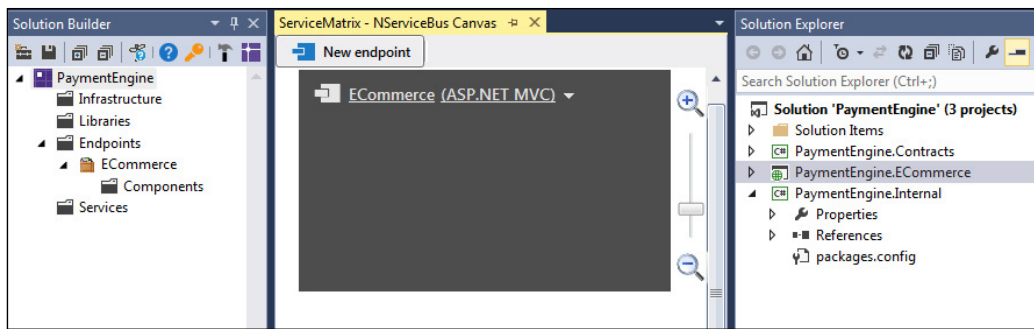 Solution Builder
PaymentEngine
Infrastructure
Libraries
Endpoints
ECommerce
Components
Services
ServiceMatrix - NServiceBus Canvas
New endpoint
ECommerce (ASP.NET MVC)
Solution Explorer
Search Solution Explorer (Ctrl+;)
Solution 'PaymentEngine' (3 projects)
Solution Items
C# PaymentEngine.Contracts
PaymentEngine.ECommerce
C# PaymentEngine.Internal
Properties
References
packages.config